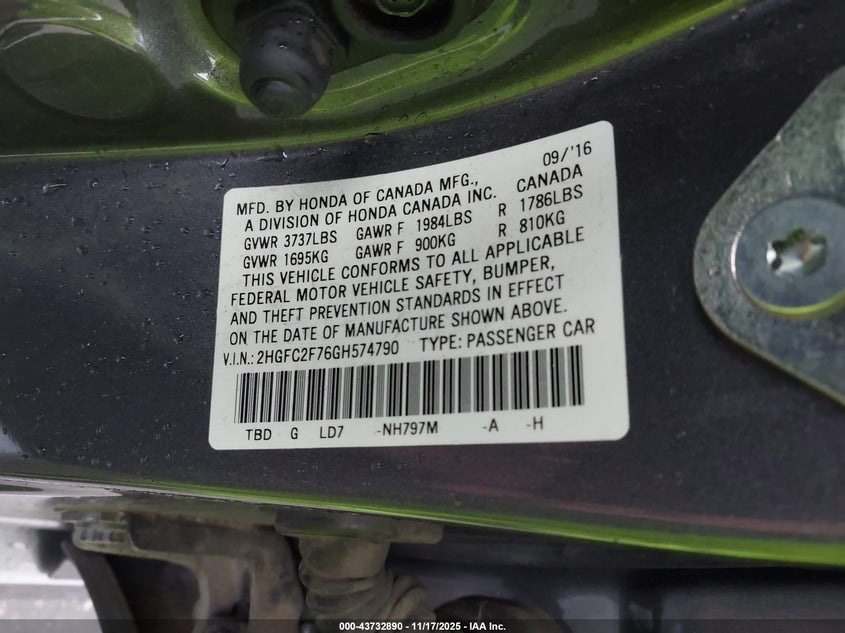 09/'16
MFD. BY HONDA OF CANADA MFG.,
A DIVISION OF HONDA CANADA INC. CANADA
GVWR 3737LBS GAWR F 1984LBS R 1786LBS
GVWR 1695KG GAWR F 900KG R 810KG
THIS VEHICLE CONFORMS TO ALL APPLICABLE
FEDERAL MOTOR VEHICLE SAFETY, BUMPER,
AND THEFT PREVENTION STANDARDS IN EFFECT
ON THE DATE OF MANUFACTURE SHOWN ABOVE.
V.I.N.: 2HGFC2F76GH574790 TYPE: PASSENGER CAR
TBD G LD7 -NH797M -A -H
000-43732890 - 11/17/2025 - IAA Inc.